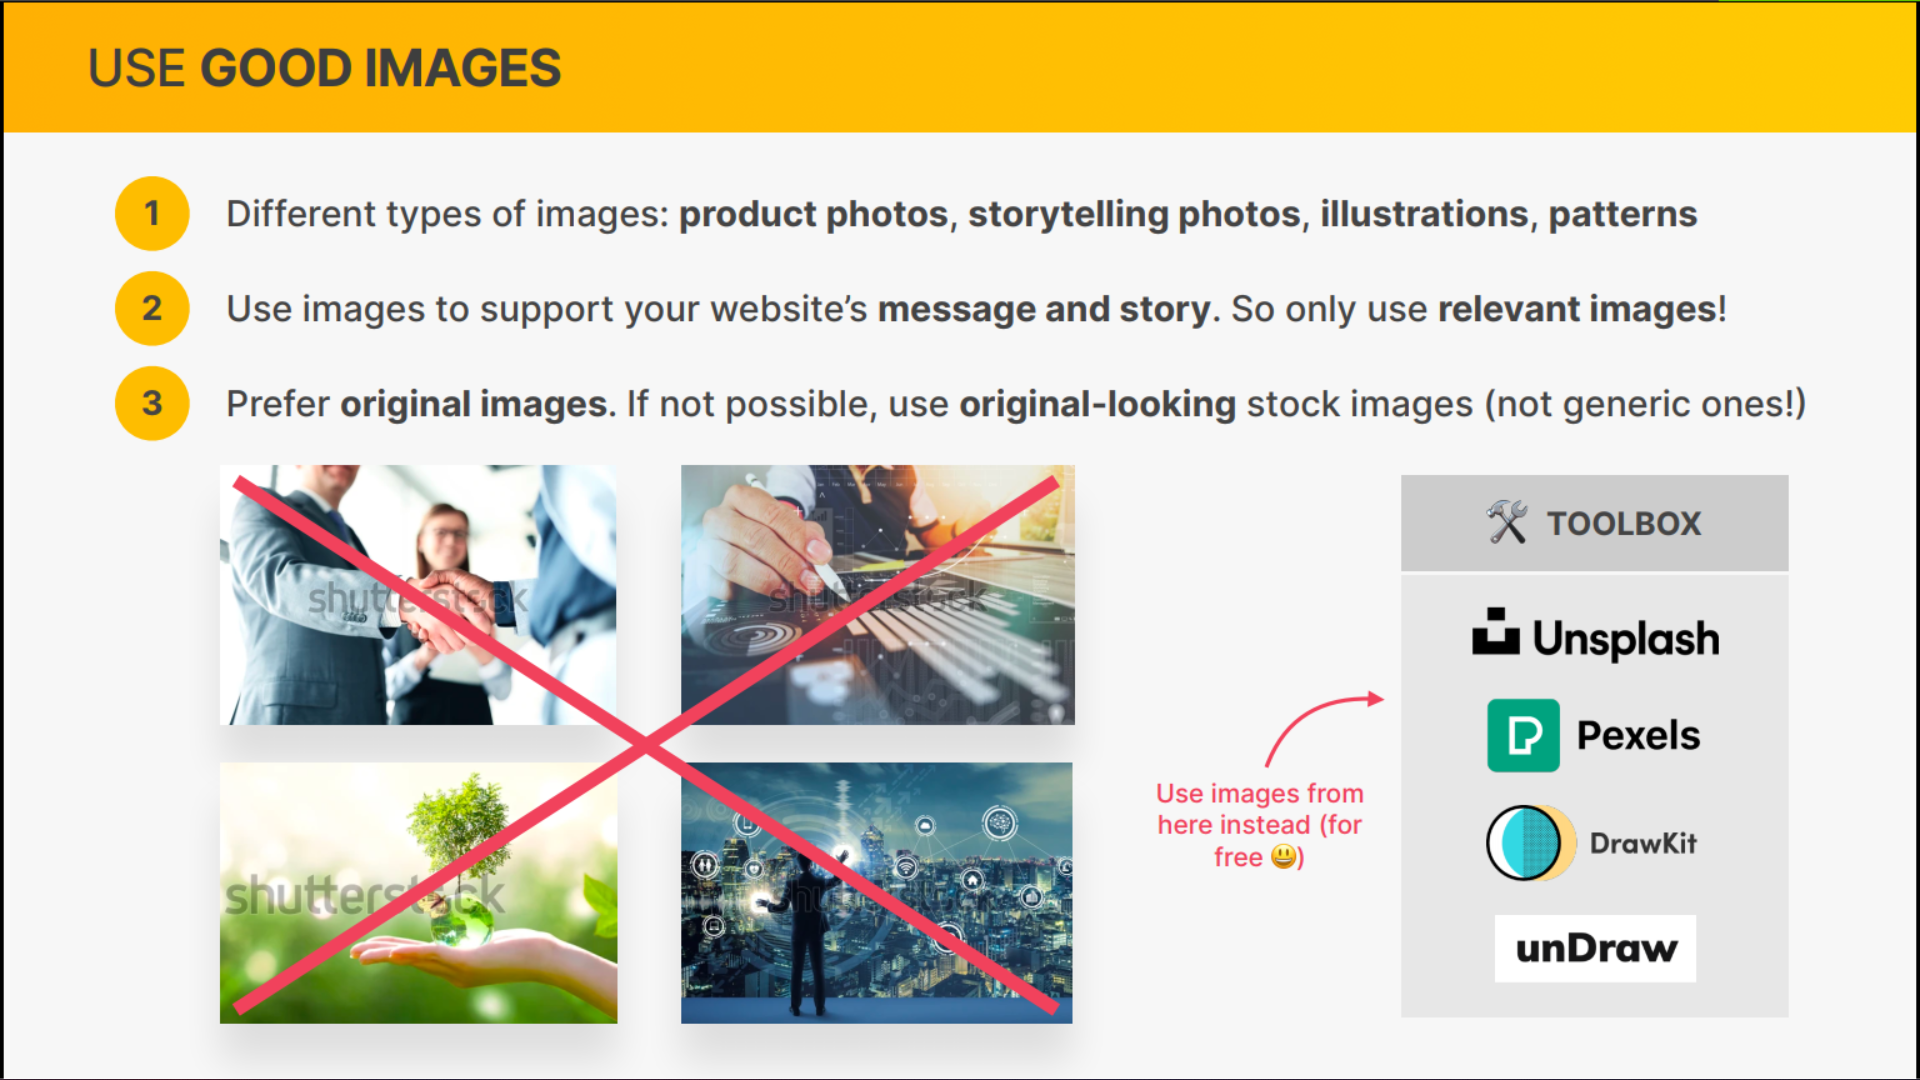 USE GOOD IMAGES
1 Different types of images: product photos, storytelling photos, illustrations, patterns
2 Use images to support your website’s message and story. So only use relevant images!
3 Prefer original images. If not possible, use original-looking stock images (not generic ones!)
shutterstock
shutterstock
shutterstock
shutterstock
Use images from
here instead (for
free 😃)
🛠 TOOLBOX
Unsplash
Pexels
DrawKit
unDraw